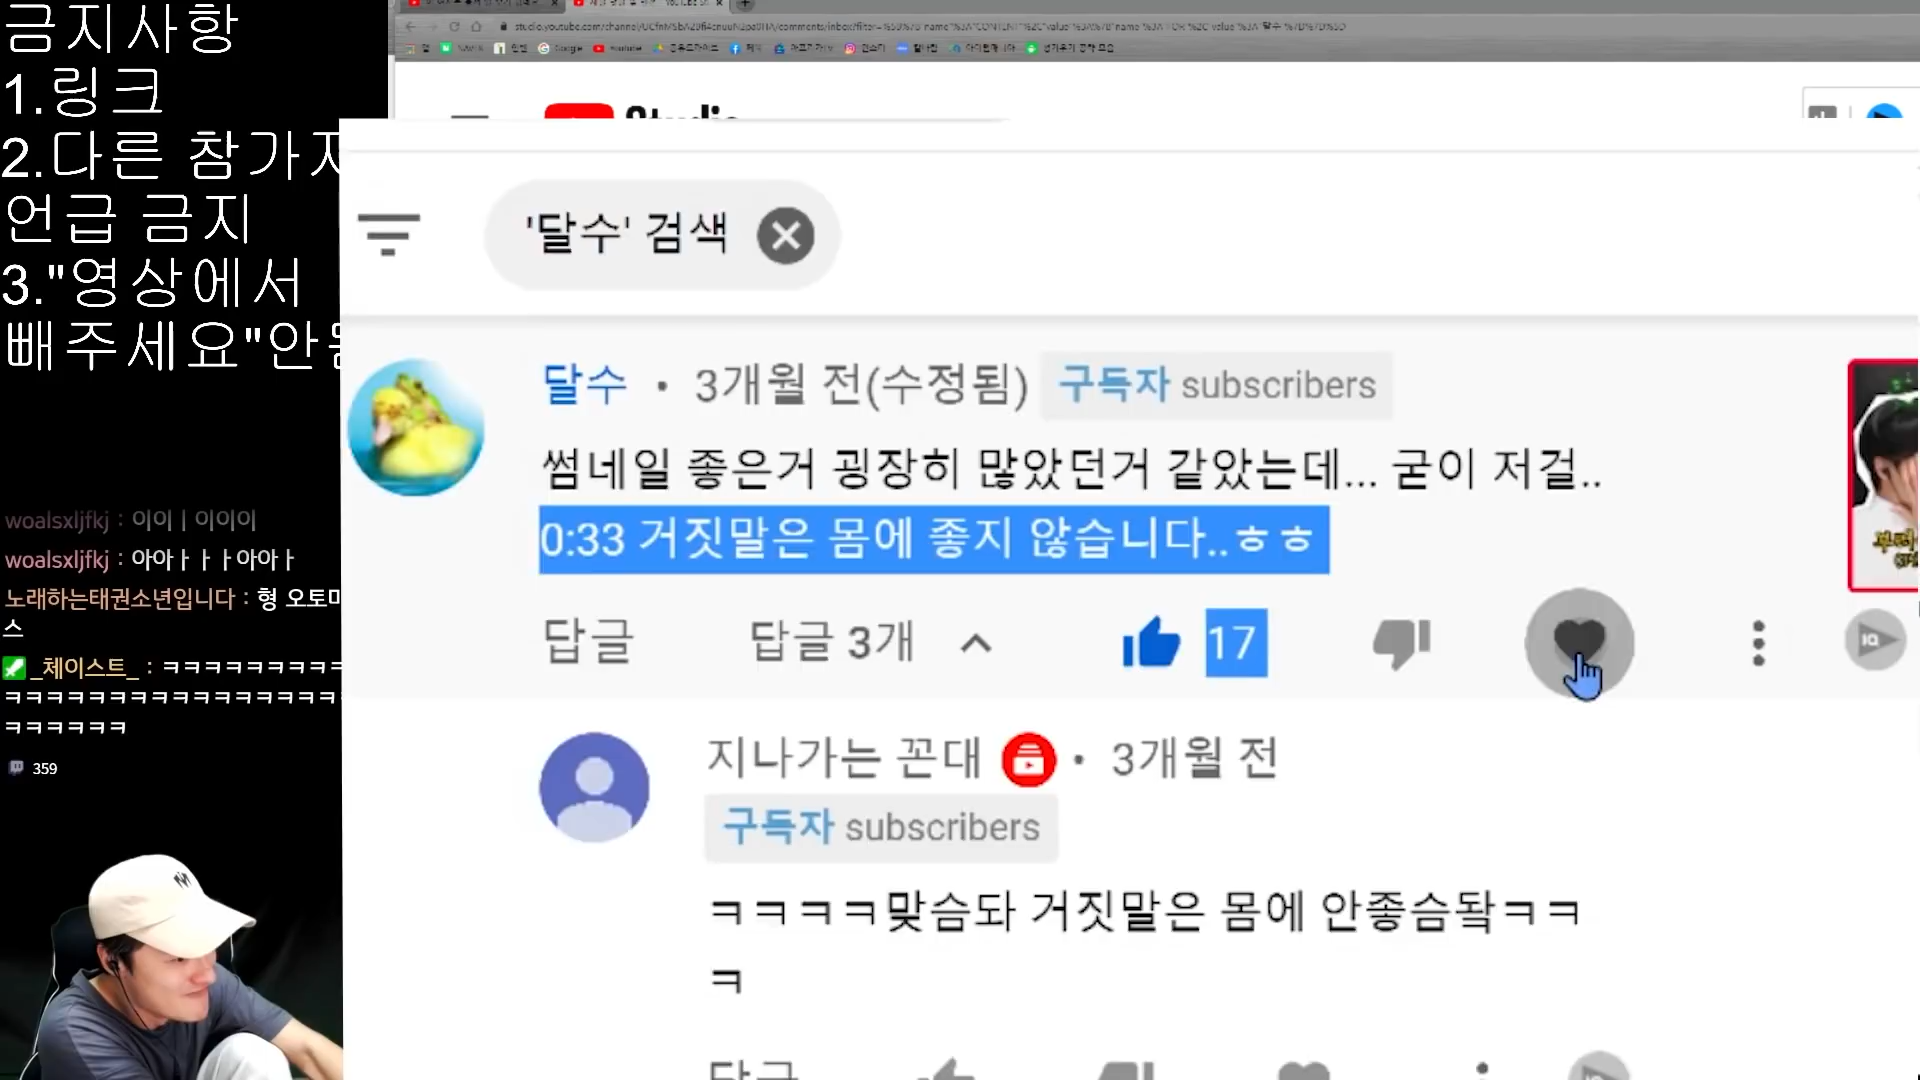 금지사항
1.링크
2.다른 참가자
언급 금지
3."영상에서
빼주세요"안
woalsxljfkj : 이이ㅣ이이이
woalsxljfkj : 아아ㅏㅏㅏ아아ㅏ
노래하는태권소년입니다 : 형 오토마
스
_체이스트_ : ㅋㅋㅋㅋㅋㅋㅋㅋㅋㅋ
ㅋㅋㅋㅋㅋㅋㅋㅋㅋㅋㅋㅋㅋㅋㅋㅋㅋ
ㅋㅋㅋㅋㅋㅋ
359
Google
Studio
'달수' 검색
달수 • 3개월 전(수정됨) 구독자 subscribers
썸네일 좋은거 굉장히 많았던거 같았는데... 굳이 저걸..
0:33 거짓말은 몸에 좋지 않습니다..ㅎㅎ
답글 답글 3개 17
지나가는 꼰대 • 3개월 전
구독자 subscribers
ㅋㅋㅋㅋ맞슴돠 거짓말은 몸에 안좋슴돸ㅋㅋ
ㅋ
답글